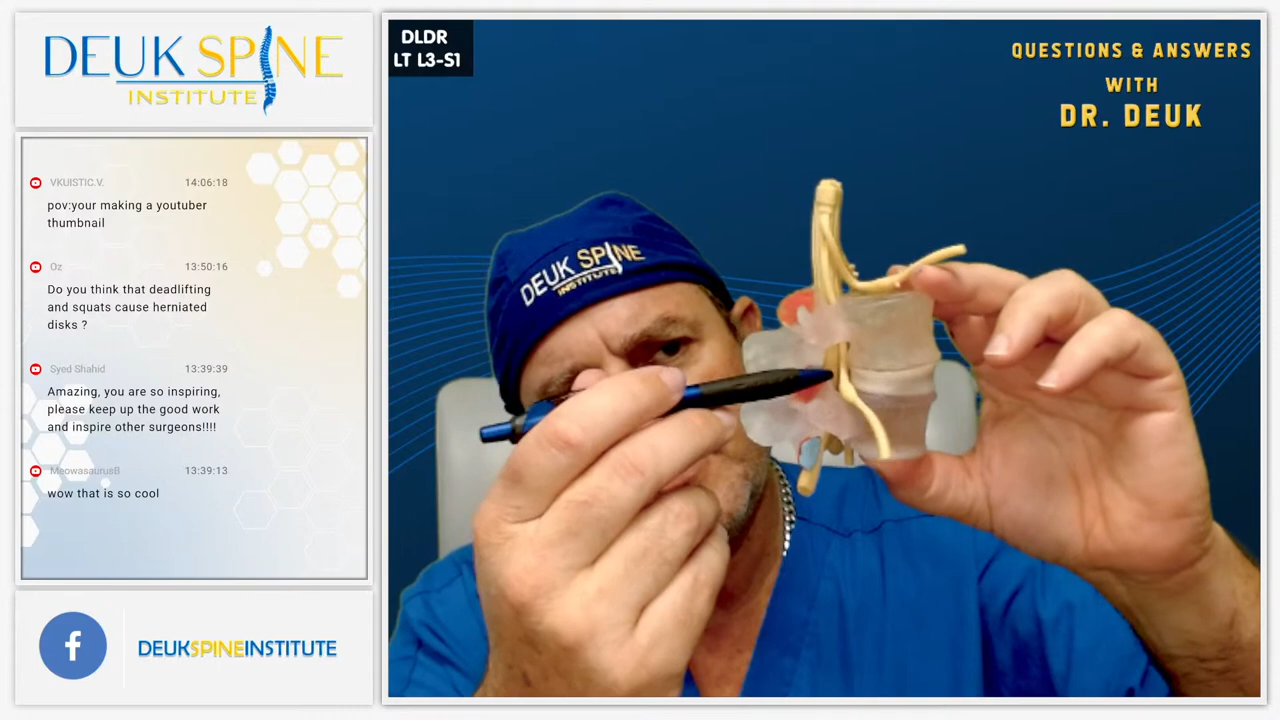 DEUK SPINE
INSTITUTE
VKUISTIC.V. 14:06:18
pov:your making a youtuber
thumbnail
Oz 13:50:16
Do you think that deadlifting
and squats cause herniated
disks ?
Syed Shahid 13:39:39
Amazing, you are so inspiring,
please keep up the good work
and inspire other surgeons!!!!
MeowasaurusB 13:39:13
wow that is so cool
f
DEUKSPINEINSTITUTE
DLDR
LT L3-S1
QUESTIONS & ANSWERS
WITH
DR. DEUK
DEUK SPINE
INSTITUTE